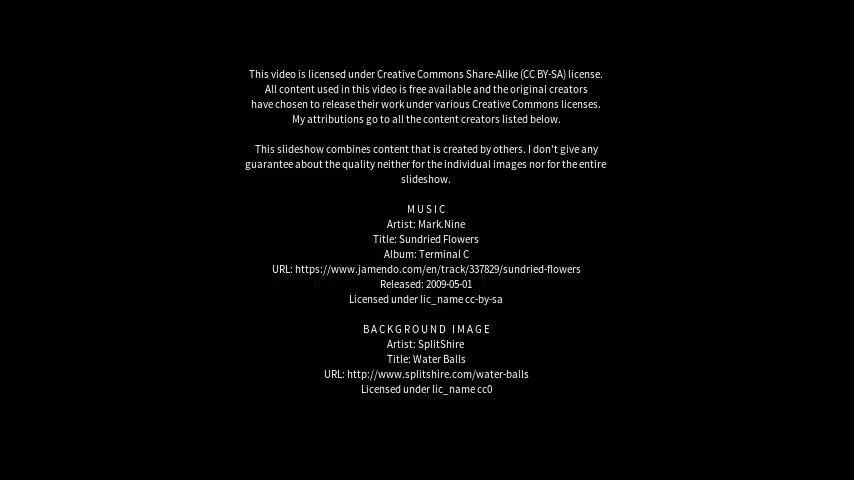 This video is licensed under Creative Commons Share-Alike (CC BY-SA) license.
All content used in this video is free available and the original creators
have chosen to release their work under various Creative Commons licenses.
My attributions go to all the content creators listed below.
This slideshow combines content that is created by others. I don't give any
guarantee about the quality neither for the individual images nor for the entire
slideshow.
MUSIC
Artist: Mark.Nine
Title: Sundried Flowers
Album: Terminal C
URL: https://www.jamendo.com/en/track/337829/sundried-flowers
Released: 2009-05-01
Licensed under lic_name cc-by-sa
BACKGROUND IMAGE
Artist: SplitShire
Title: Water Balls
URL: http://www.splitshire.com/water-balls
Licensed under lic_name cc0